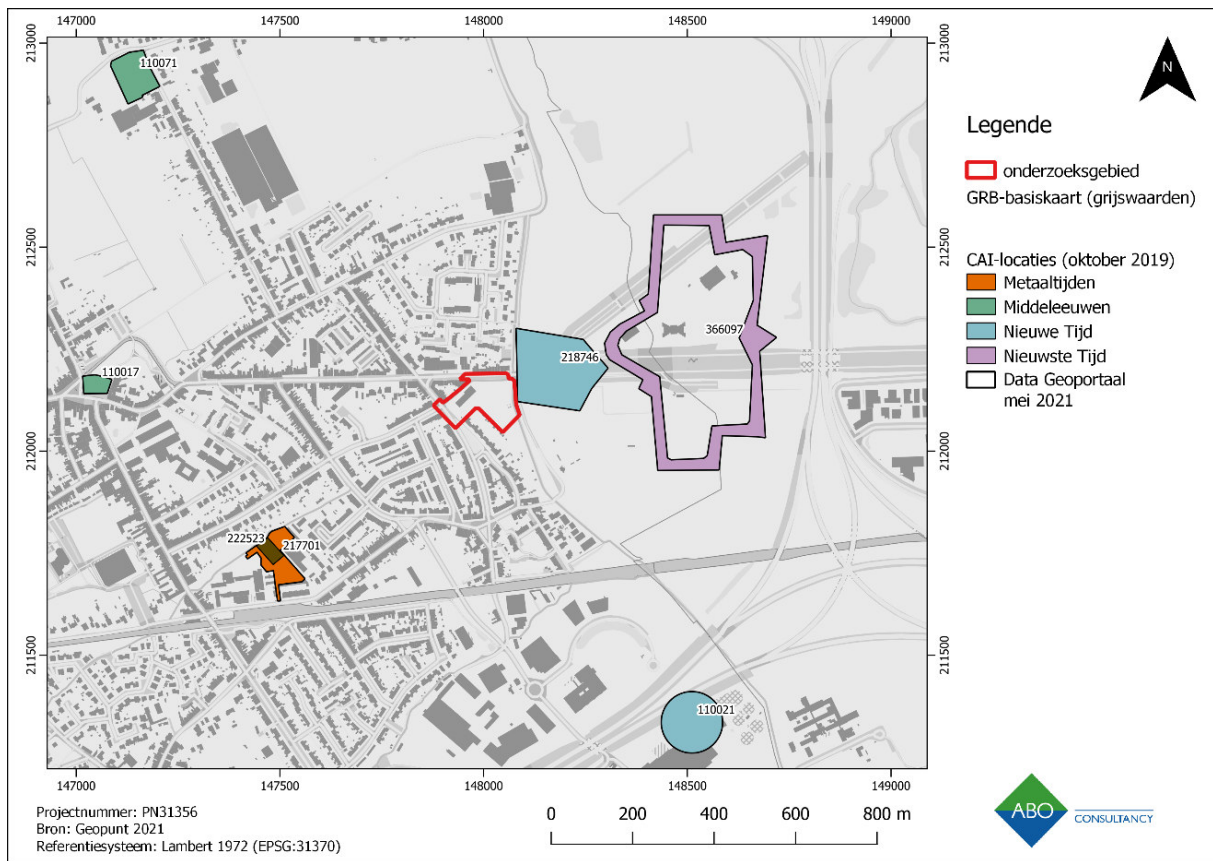 147000 147500 148000 148500 149000
213000 213000
110071
N
Legende
onderzoeksgebied
GRB-basiskaart (grijswaarden)
212500 212500
CAI-locaties (oktober 2019)
Metaaltijden
Middeleeuwen
Nieuwe Tijd
Nieuwste Tijd
Data Geoportaal
mei 2021
366097
218746
110017
212000 212000
222523 217701
211500 211500
110021
147000 147500 148000 148500 149000
Projectnummer: PN31356
Bron: Geopunt 2021
Referentiesysteem: Lambert 1972 (EPSG:31370)
0 200 400 600 800 m
ABO CONSULTANCY